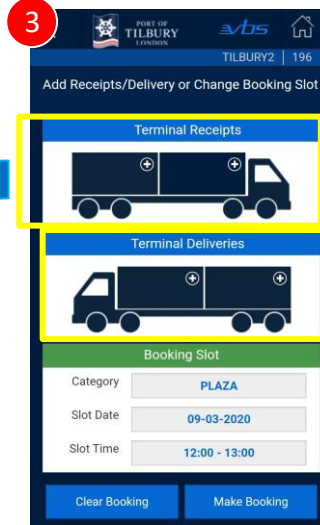 3
PORT OF
TILBURY
LONDON
vbs
TILBURY2 | 196
Add Receipts/Delivery or Change Booking Slot
Terminal Receipts
Terminal Deliveries
Booking Slot
Category PLAZA
Slot Date 09-03-2020
Slot Time 12:00 - 13:00
Clear Booking Make Booking